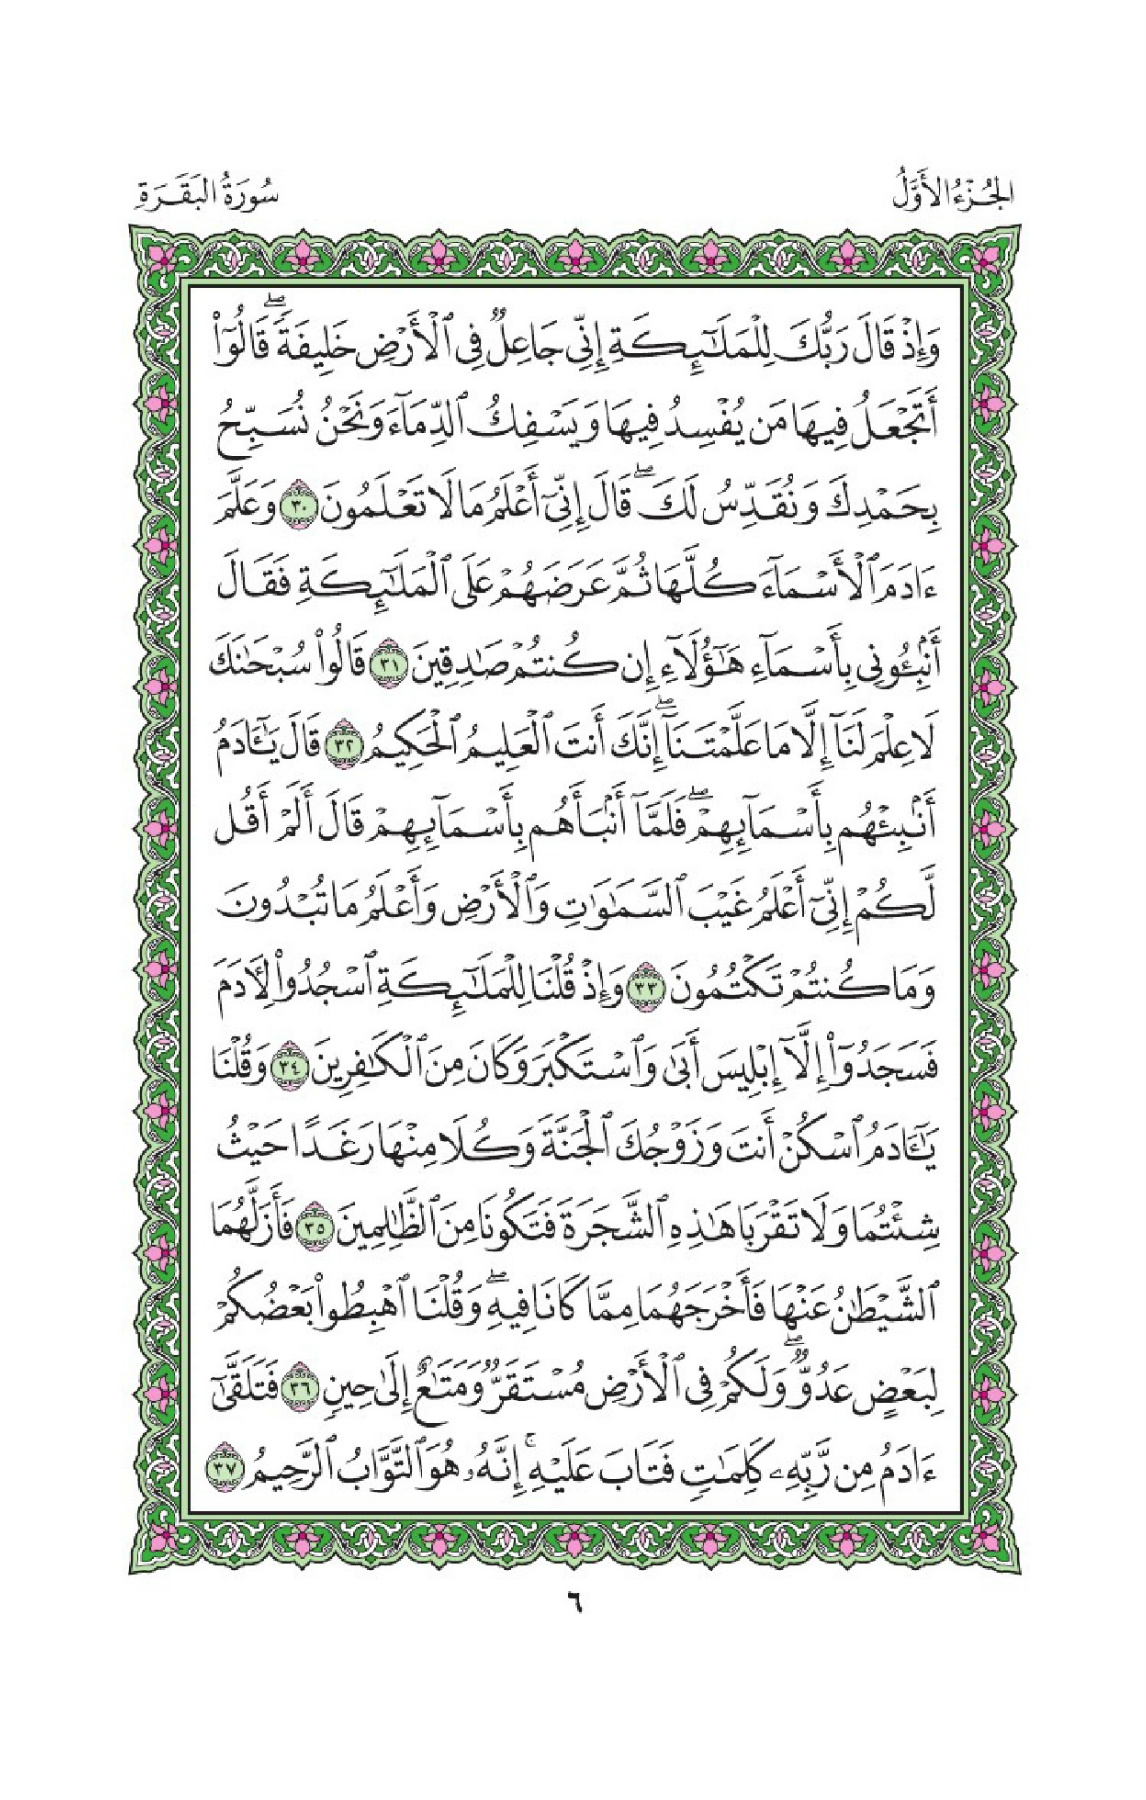 الجُزْءُ الأَوَّلُ
سُورَةُ البَقَرَةِ
وَإِذۡ قَالَ رَبُّكَ لِلۡمَلَٰٓئِكَةِ إِنِّي جَاعِلٞ فِي ٱلۡأَرۡضِ خَلِيفَةٗۖ قَالُوٓاْ
أَتَجۡعَلُ فِيهَا مَن يُفۡسِدُ فِيهَا وَيَسۡفِكُ ٱلدِّمَآءَ وَنَحۡنُ نُسَبِّحُ
بِحَمۡدِكَ وَنُقَدِّسُ لَكَۖ قَالَ إِنِّيٓ أَعۡلَمُ مَا لَا تَعۡلَمُونَ ٣٠ وَعَلَّمَ
ءَادَمَ ٱلۡأَسۡمَآءَ كُلَّهَا ثُمَّ عَرَضَهُمۡ عَلَى ٱلۡمَلَٰٓئِكَةِ فَقَالَ
أَنۢبِـُٔونِي بِأَسۡمَآءِ هَٰٓؤُلَآءِ إِن كُنتُمۡ صَٰدِقِينَ ٣١ قَالُواْ سُبۡحَٰنَكَ
لَا عِلۡمَ لَنَآ إِلَّا مَا عَلَّمۡتَنَآۖ إِنَّكَ أَنتَ ٱلۡعَلِيمُ ٱلۡحَكِيمُ ٣٢ قَالَ يَٰٓـَٔادَمُ
أَنۢبِئۡهُم بِأَسۡمَآئِهِمۡۖ فَلَمَّآ أَنۢبَأَهُم بِأَسۡمَآئِهِمۡ قَالَ أَلَمۡ أَقُل
لَّكُمۡ إِنِّيٓ أَعۡلَمُ غَيۡبَ ٱلسَّمَٰوَٰتِ وَٱلۡأَرۡضِ وَأَعۡلَمُ مَا تُبۡدُونَ
وَمَا كُنتُمۡ تَكۡتُمُونَ ٣٣ وَإِذۡ قُلۡنَا لِلۡمَلَٰٓئِكَةِ ٱسۡجُدُواْ لِأٓدَمَ
فَسَجَدُوٓاْ إِلَّآ إِبۡلِيسَ أَبَىٰ وَٱسۡتَكۡبَرَ وَكَانَ مِنَ ٱلۡكَٰفِرِينَ ٣٤ وَقُلۡنَا
يَٰٓـَٔادَمُ ٱسۡكُنۡ أَنتَ وَزَوۡجُكَ ٱلۡجَنَّةَ وَكُلَا مِنۡهَا رَغَدًا حَيۡثُ
شِئۡتُمَا وَلَا تَقۡرَبَا هَٰذِهِ ٱلشَّجَرَةَ فَتَكُونَا مِنَ ٱلظَّٰلِمِينَ ٣٥ فَأَزَلَّهُمَا
ٱلشَّيۡطَٰنُ عَنۡهَا فَأَخۡرَجَهُمَا مِمَّا كَانَا فِيهِۖ وَقُلۡنَا ٱهۡبِطُواْ بَعۡضُكُمۡ
لِبَعۡضٍ عَدُوّٞۖ وَلَكُمۡ فِي ٱلۡأَرۡضِ مُسۡتَقَرّٞ وَمَتَٰعٌ إِلَىٰ حِينٖ ٣٦ فَتَلَقَّىٰٓ
ءَادَمُ مِن رَّبِّهِۦ كَلِمَٰتٖ فَتَابَ عَلَيۡهِۚ إِنَّهُۥ هُوَ ٱلتَّوَّابُ ٱلرَّحِيمُ ٣٧
٦